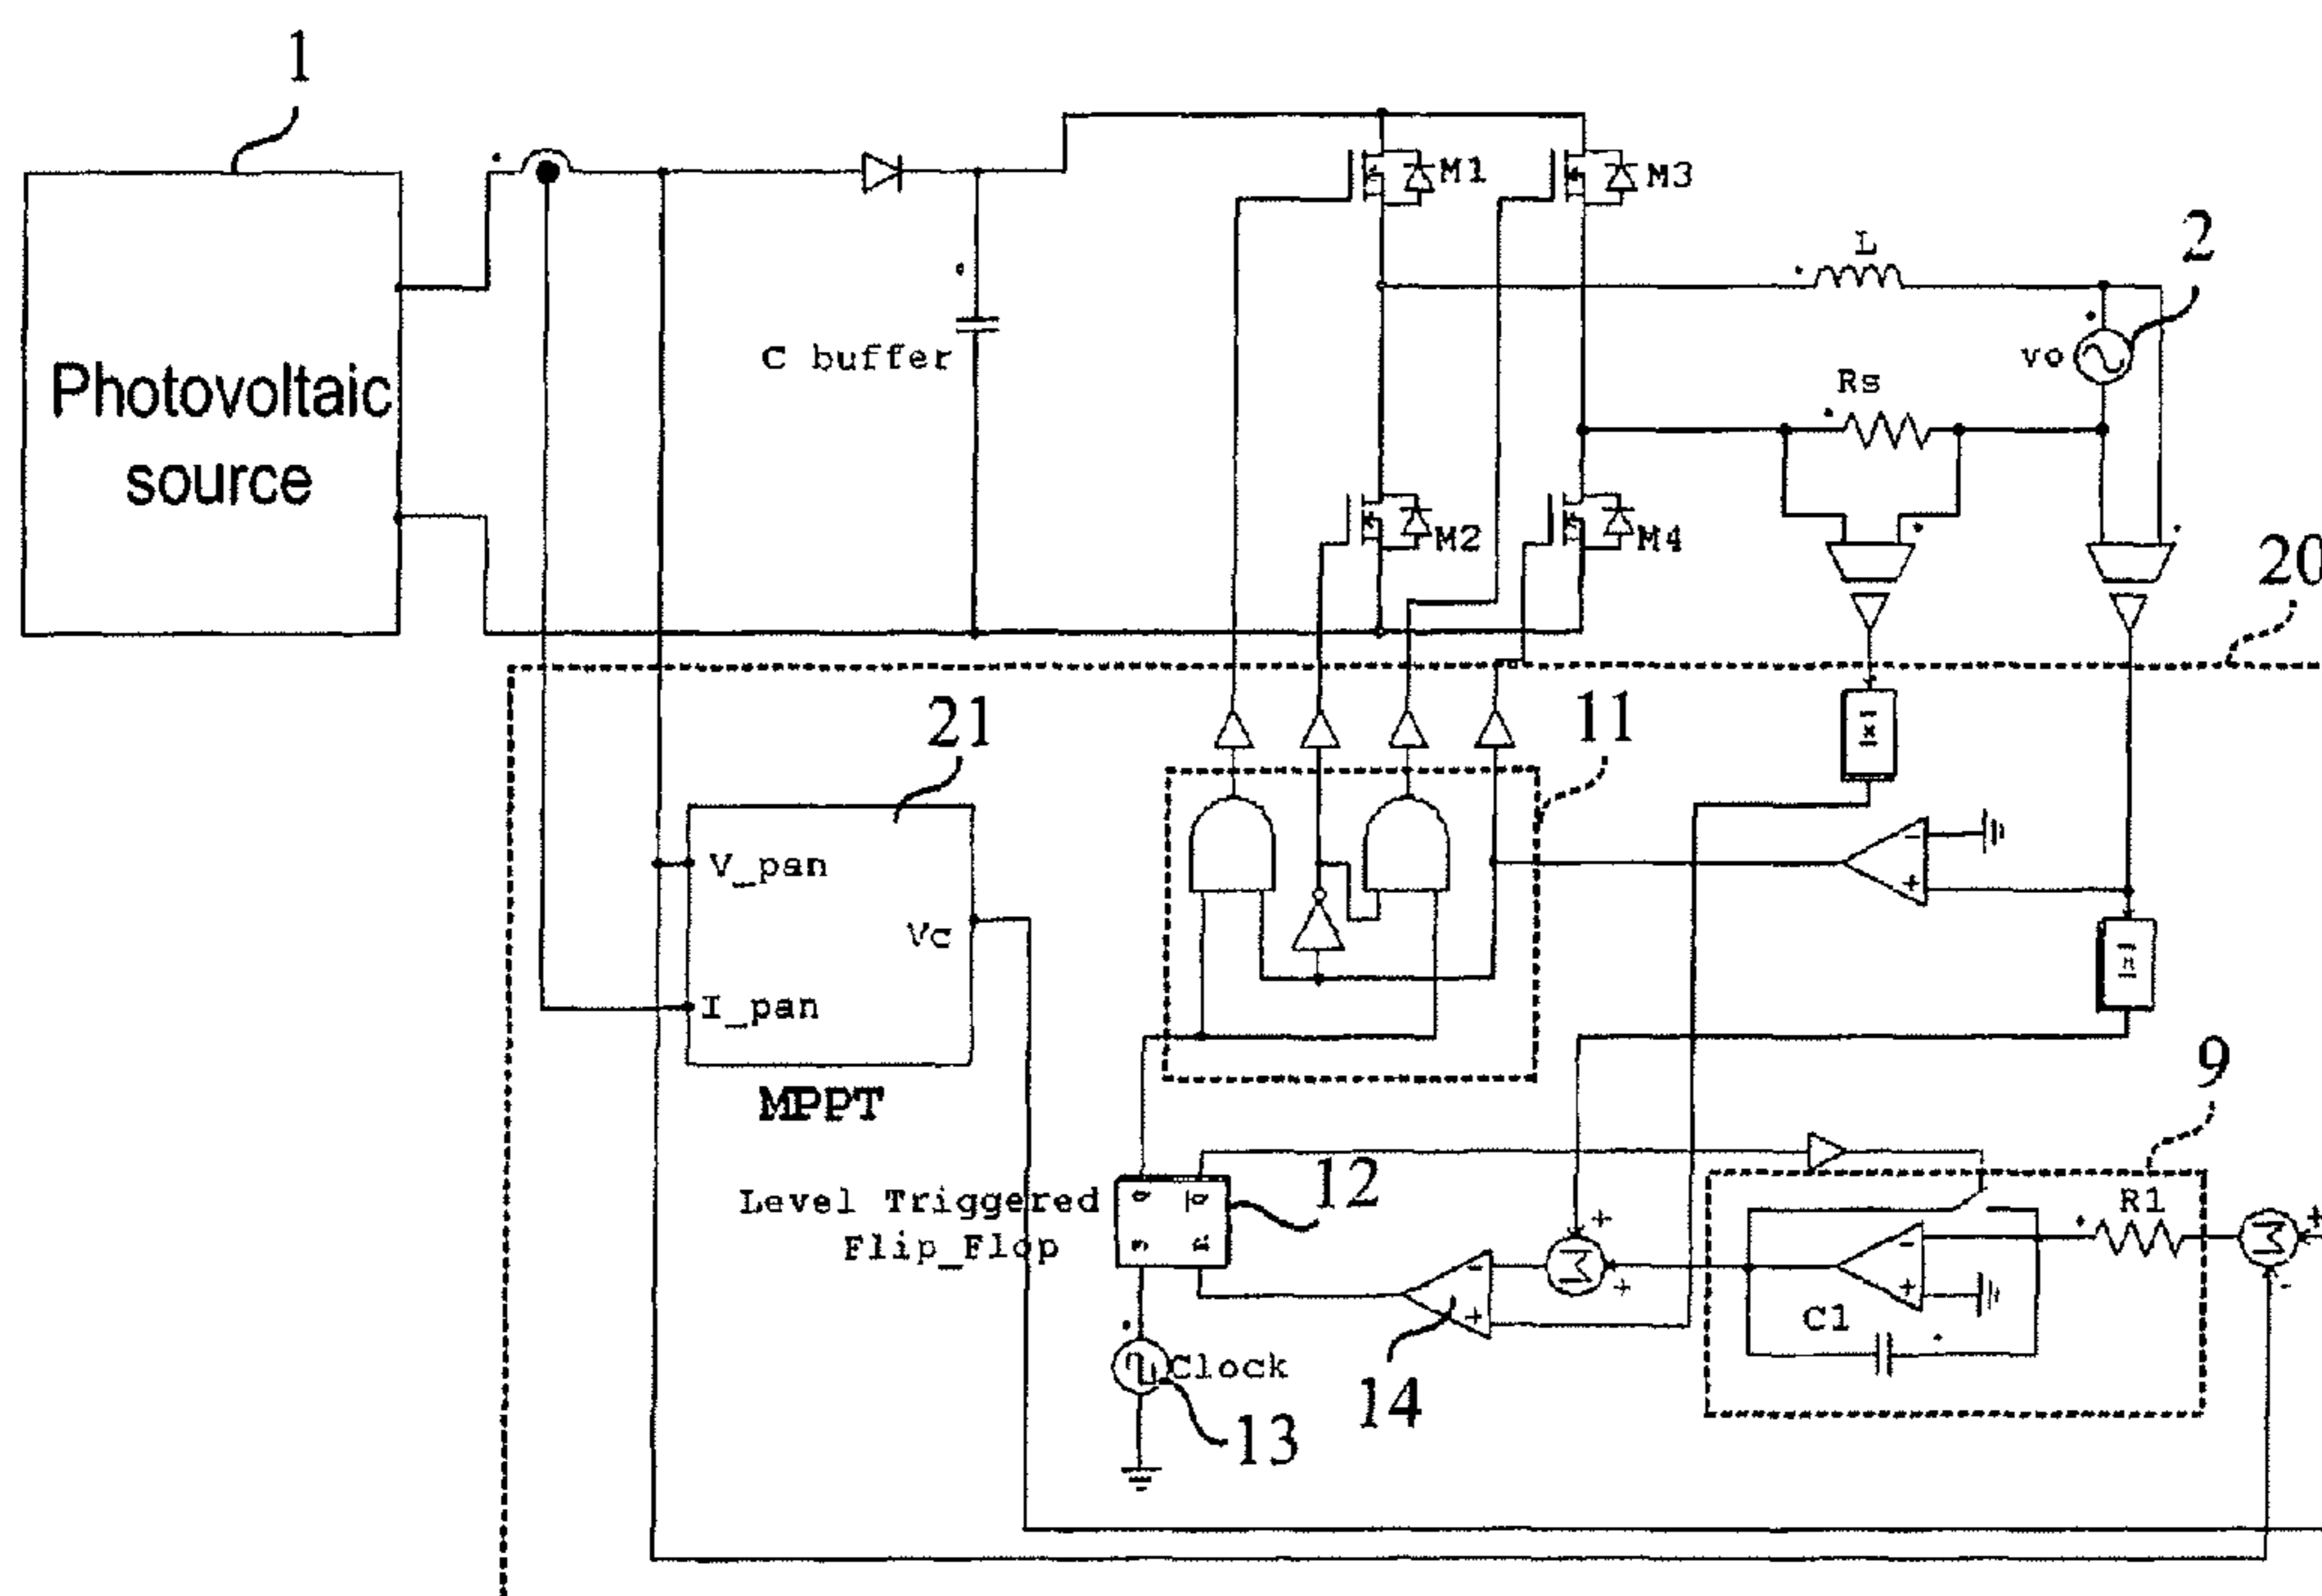 1
Photovoltaic
source
C buffer
M1
M3
L
2
vo
Rs
M2
M4
20
21
11
V_pan
Vc
I_pan
MPPT
9
12
Level Triggered
Flip_Flop
R1
C1
Clock
14
13